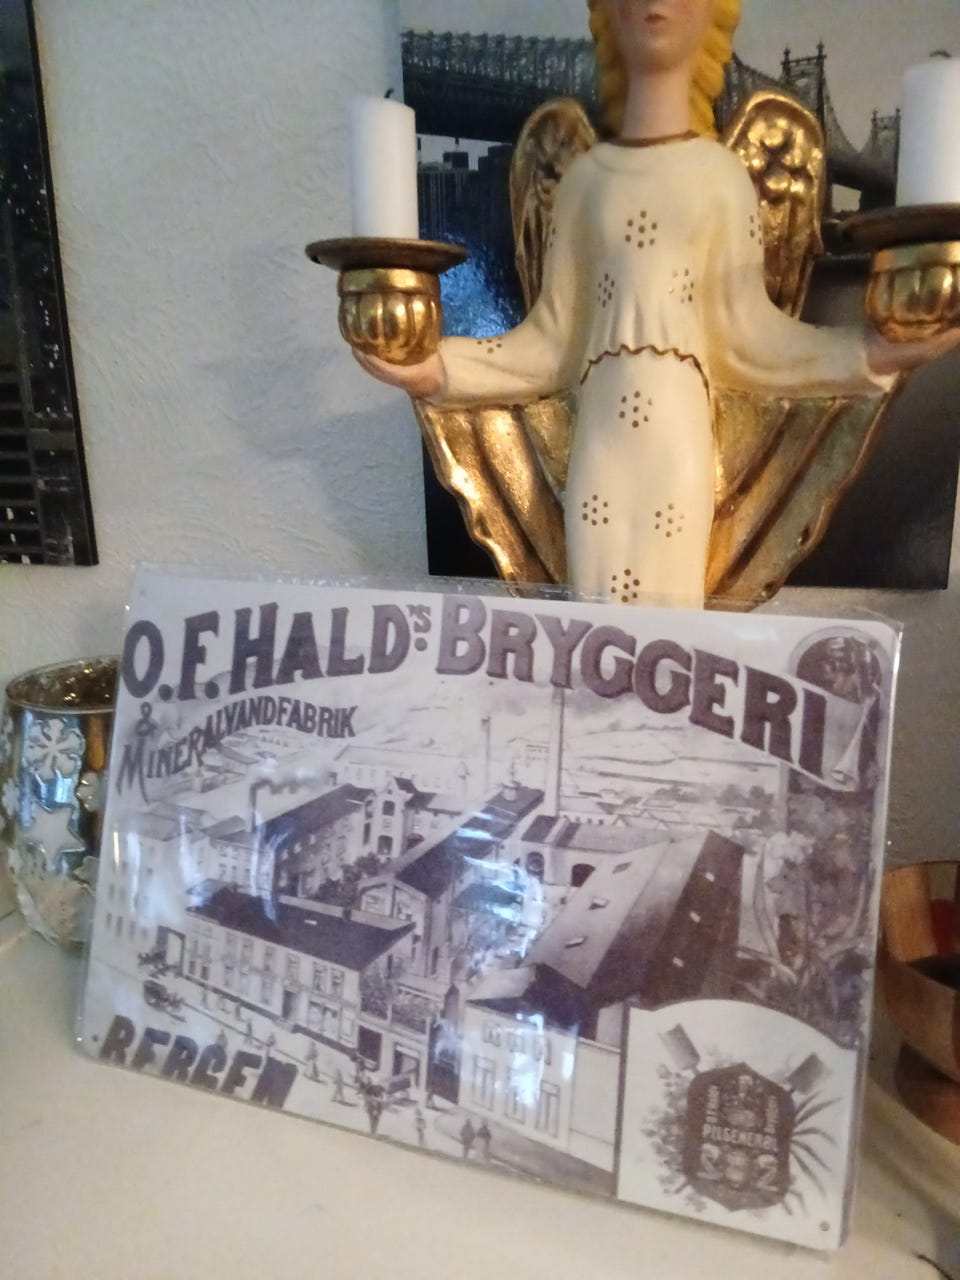 O.F. HALD'S BRYGGERI
&
MINERALVANDFABRIK
BERGEN
PILSENERØL